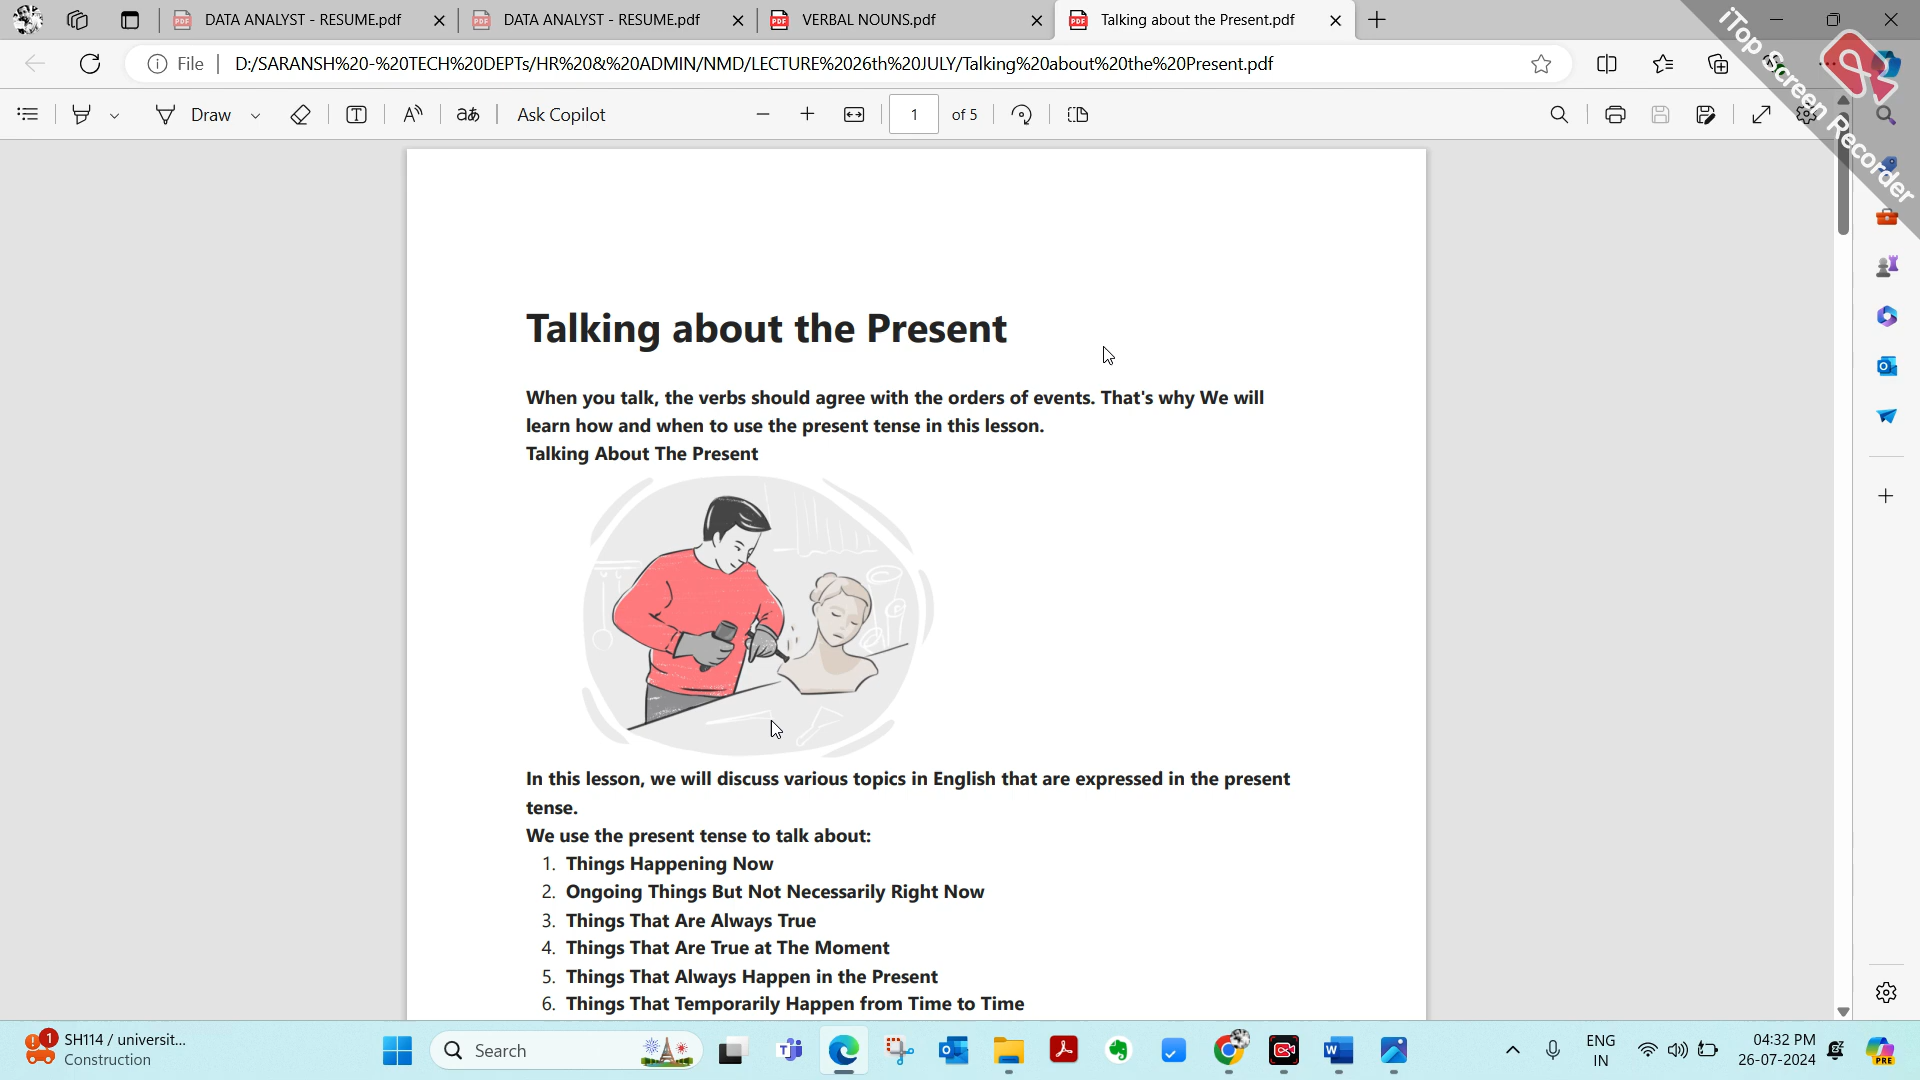 DATA ANALYST - RESUME.pdf
DATA ANALYST - RESUME.pdf
VERBAL NOUNS.pdf
Talking about the Present.pdf
File
D:/SARANSH%20-%20TECH%20DEPTs/HR%20&%20ADMIN/NMD/LECTURE%2026th%20JULY/Talking%20about%20the%20Present.pdf
iTop Screen Recorder
Draw
Ask Copilot
1 of 5
Talking about the Present
When you talk, the verbs should agree with the orders of events. That's why We will
learn how and when to use the present tense in this lesson.
Talking About The Present
In this lesson, we will discuss various topics in English that are expressed in the present
tense.
We use the present tense to talk about:
1. Things Happening Now
2. Ongoing Things But Not Necessarily Right Now
3. Things That Are Always True
4. Things That Are True at The Moment
5. Things That Always Happen in the Present
6. Things That Temporarily Happen from Time to Time
1
SH114 / universit...
Construction
Search
ENG
IN
04:32 PM
26-07-2024
PRE